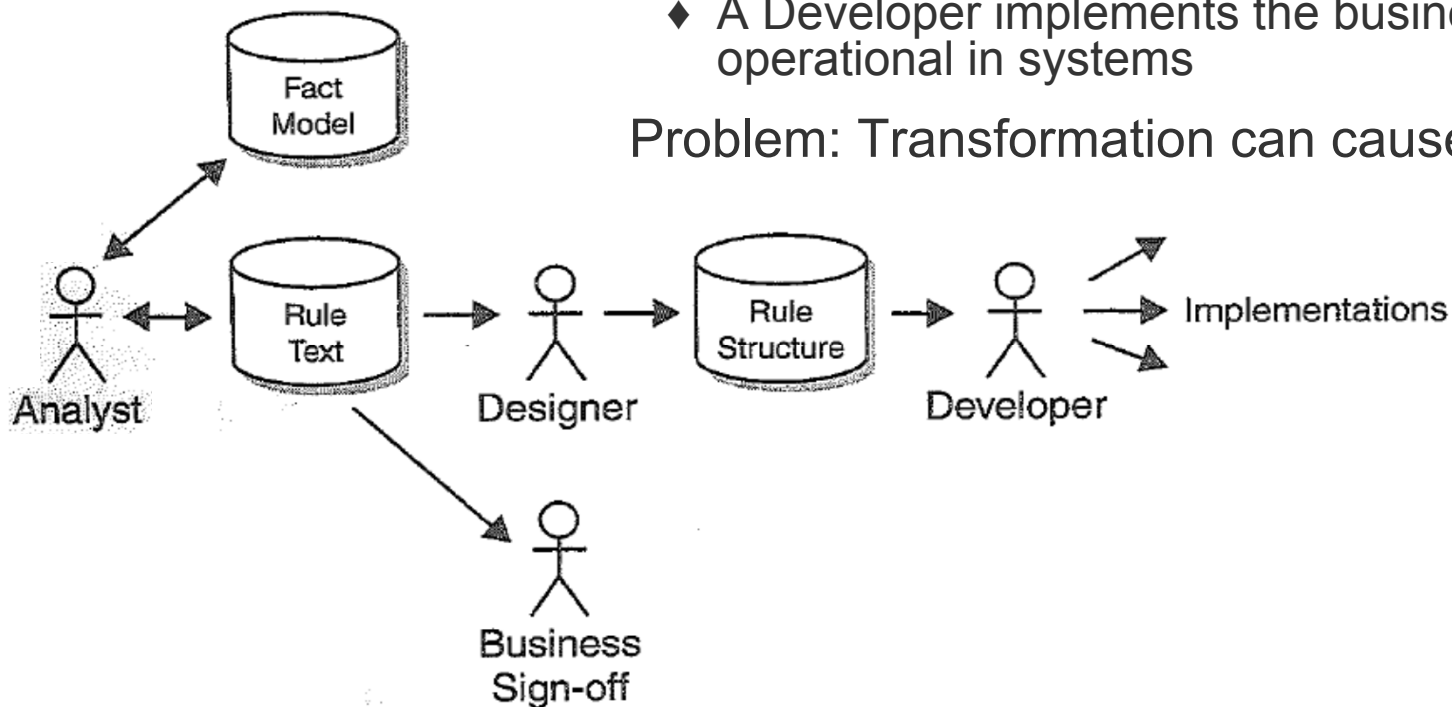 ♦ A Developer implements the busine
operational in systems
Problem: Transformation can cause
Fact
Model
Rule
Text
Rule
Structure
Implementations
Analyst
Designer
Developer
Business
Sign-off